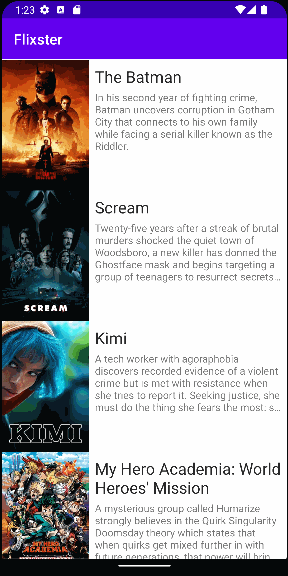 1:23
Flixster
The Batman
In his second year of fighting crime,
Batman uncovers corruption in Gotham
City that connects to his own family
while facing a serial killer known as the
Riddler.
Scream
Twenty-five years after a streak of brutal
murders shocked the quiet town of
Woodsboro, a new killer has donned the
Ghostface mask and begins targeting a
group of teenagers to resurrect secrets...
SCREAM
Kimi
A tech worker with agoraphobia
discovers recorded evidence of a violent
crime but is met with resistance when
she tries to report it. Seeking justice, she
must do the thing she fears the most: s...
KIMI
My Hero Academia: World
Heroes' Mission
A mysterious group called Humarize
strongly believes in the Quirk Singularity
Doomsday theory which states that
when quirks get mixed further in with
future generations, that power will bring